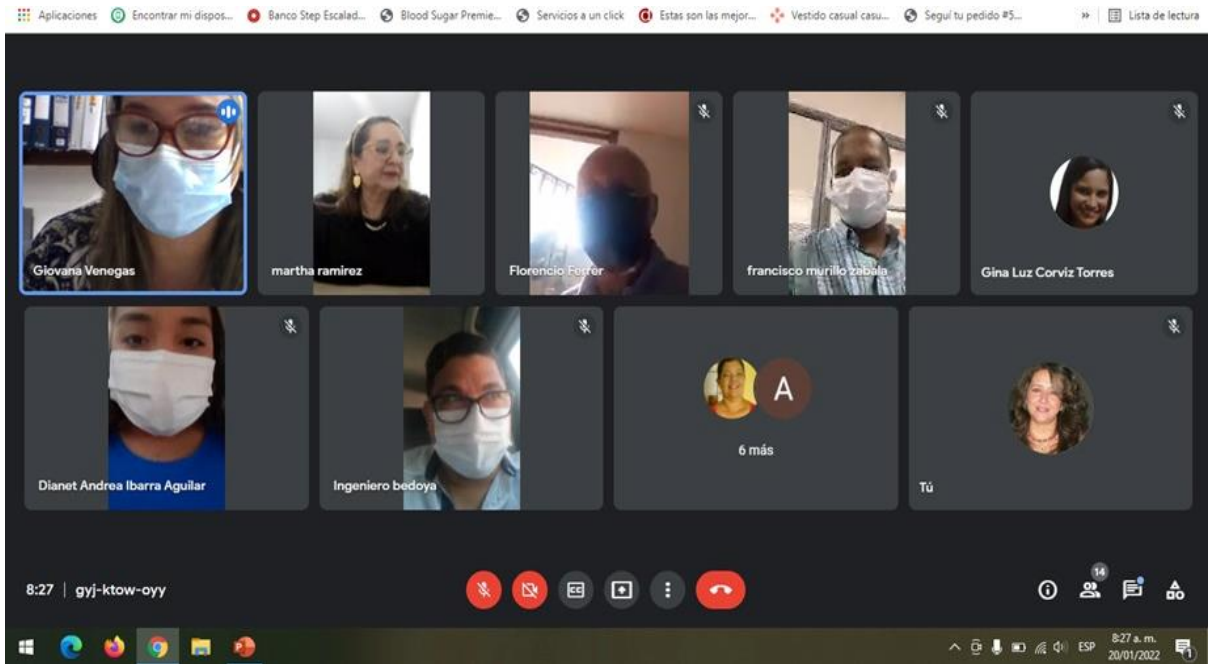 Aplicaciones
Encontrar mi dispos...
Banco Step Escalad...
Blood Sugar Premie...
Servicios a un click
Estas son las mejor...
Vestido casual casu...
Seguí tu pedido #5...
»
Lista de lectura
Giovana Venegas
martha ramirez
Florencio Ferrer
francisco murillo zabala
Gina Luz Corviz Torres
Dianet Andrea Ibarra Aguilar
Ingeniero bedoya
A
6 más
Tú
8:27 | gyj-ktow-oyy
CC
14
ESP
8:27 a. m.
20/01/2022